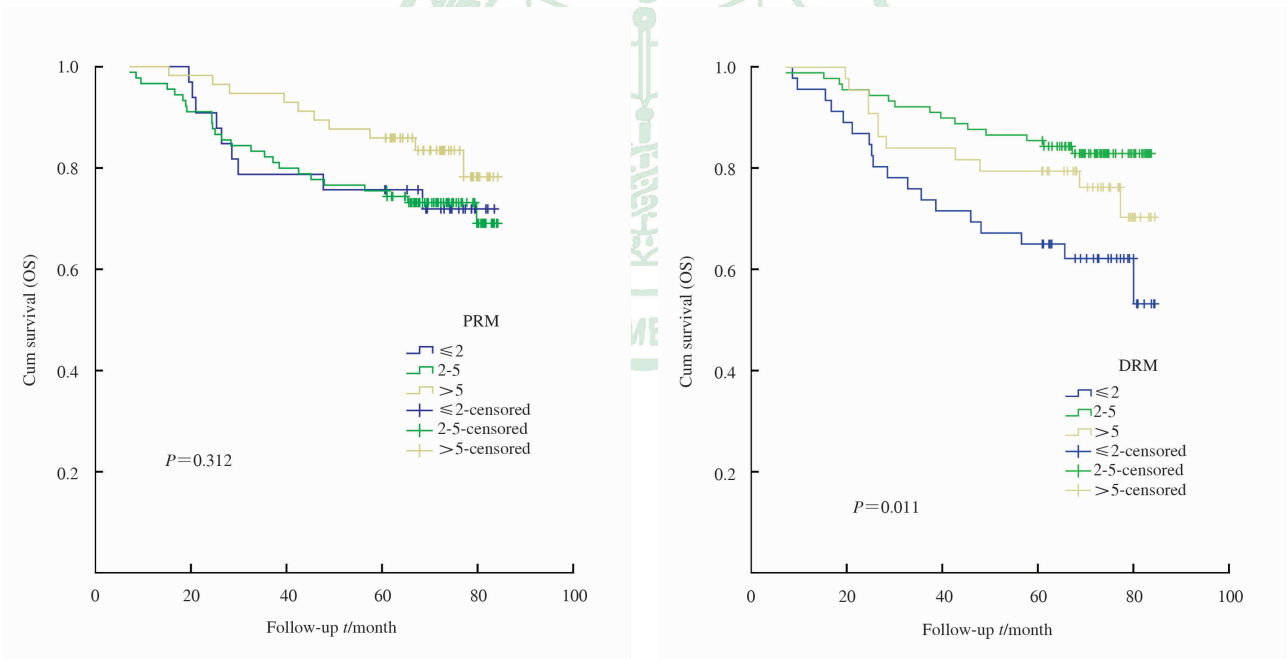 1.0
0.8
0.6
0.4
0.2
Cum survival (OS)
PRM
≤2
2-5
>5
≤2-censored
2-5-censored
>5-censored
P=0.312
0 20 40 60 80 100
Follow-up t/month
1.0
0.8
0.6
0.4
0.2
Cum survival (OS)
DRM
≤2
2-5
>5
≤2-censored
2-5-censored
>5-censored
P=0.011
0 20 40 60 80 100
Follow-up t/month